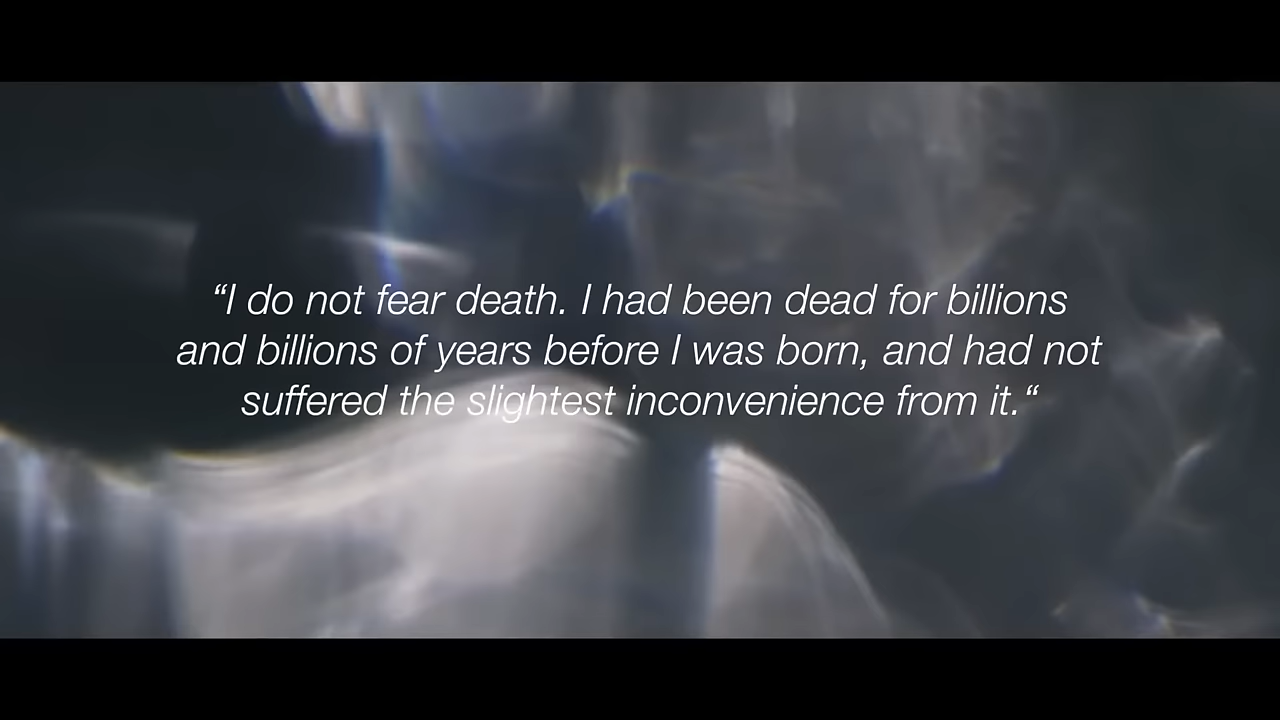 “I do not fear death. I had been dead for billions
and billions of years before I was born, and had not
suffered the slightest inconvenience from it.“